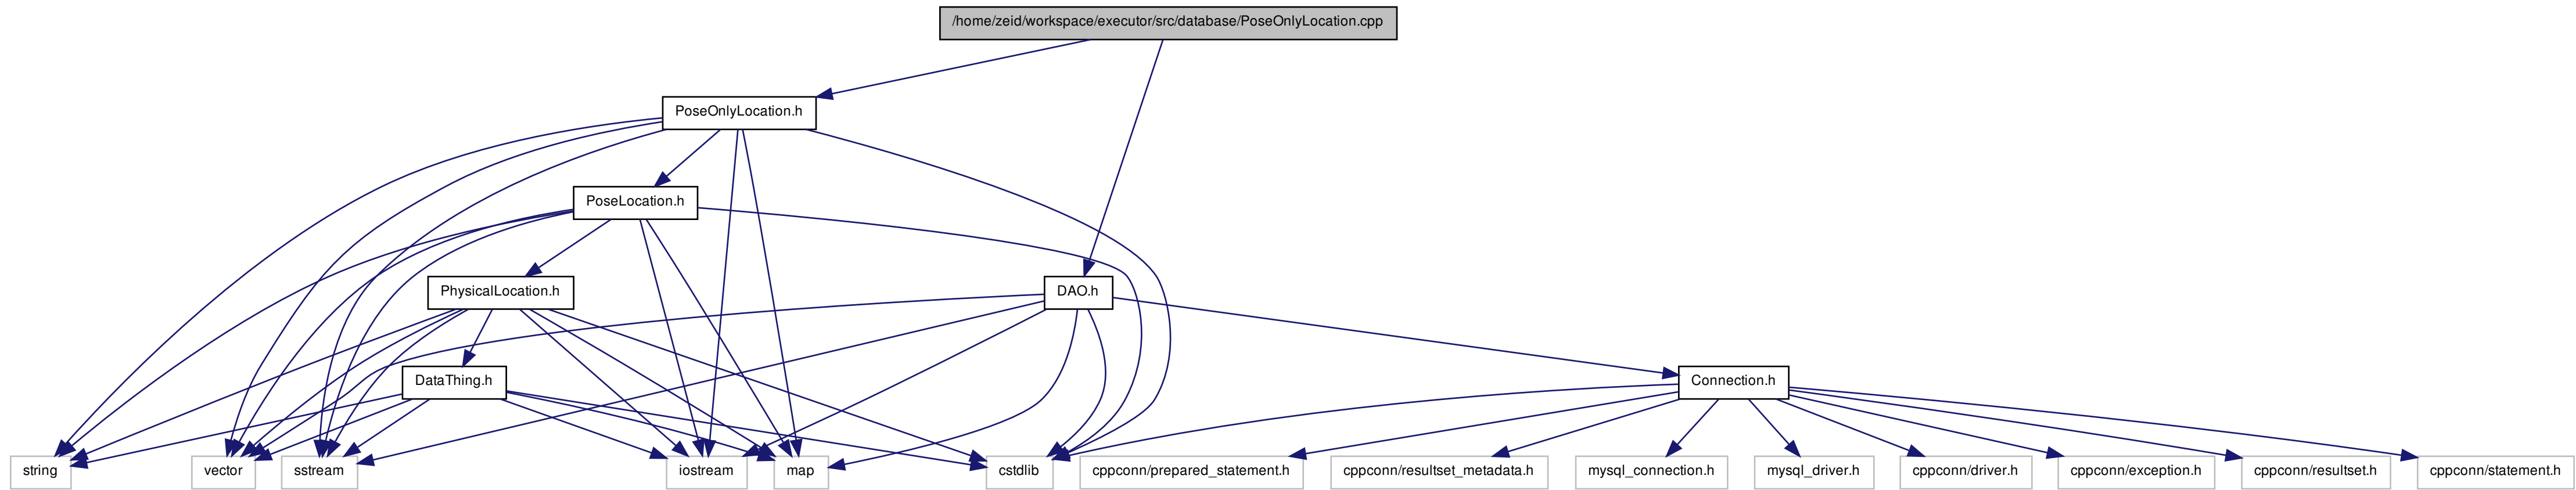 /home/zeid/workspace/executor/src/database/PoseOnlyLocation.cpp
PoseOnlyLocation.h
PoseLocation.h
PhysicalLocation.h
DAO.h
DataThing.h
Connection.h
string
vector
sstream
iostream
map
cstdlib
cppconn/prepared_statement.h
cppconn/resultset_metadata.h
mysql_connection.h
mysql_driver.h
cppconn/driver.h
cppconn/exception.h
cppconn/resultset.h
cppconn/statement.h